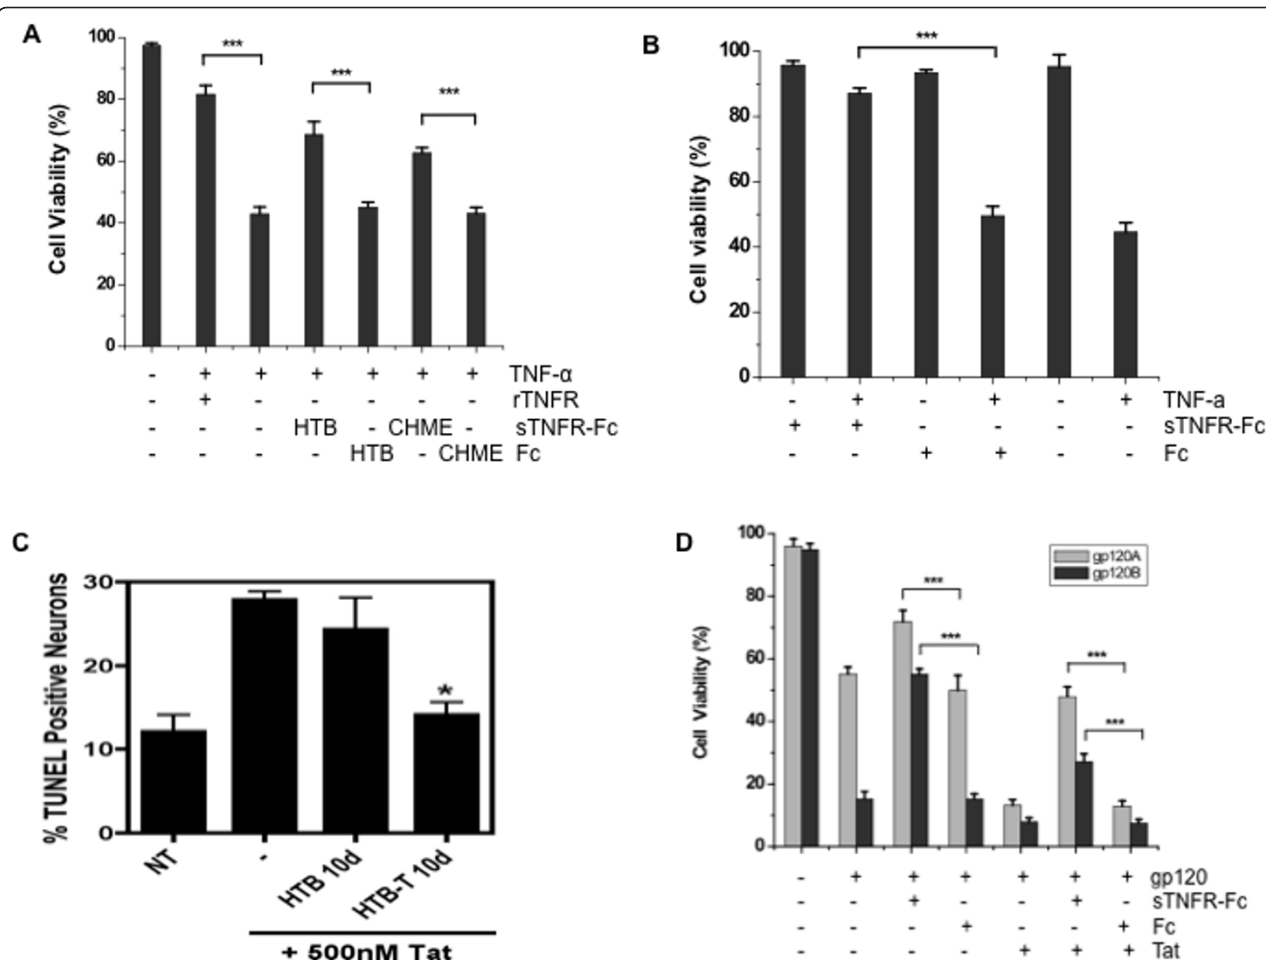 A
Cell Viability (%)
100
80
60
40
20
0
*** *** ***
- + + + + + + TNF-α
- + - - - - - rTNFR
- - - HTB - CHME - sTNFR-Fc
- - - - HTB - CHME Fc
B
Cell viability (%)
100
80
60
40
20
0
***
- + - + - + TNF-a
+ + - - - - sTNFR-Fc
- - + + - - Fc
C
% TUNEL Positive Neurons
30
20
10
0
*
NT - HTB 10d HTB-T 10d
+ 500nM Tat
D
Cell Viability (%)
100
80
60
40
20
0
gp120A
gp120B
*** *** *** ***
- + + + + + + gp120
- - + - - + - sTNFR-Fc
- - - + - - + Fc
- - - - + + + Tat